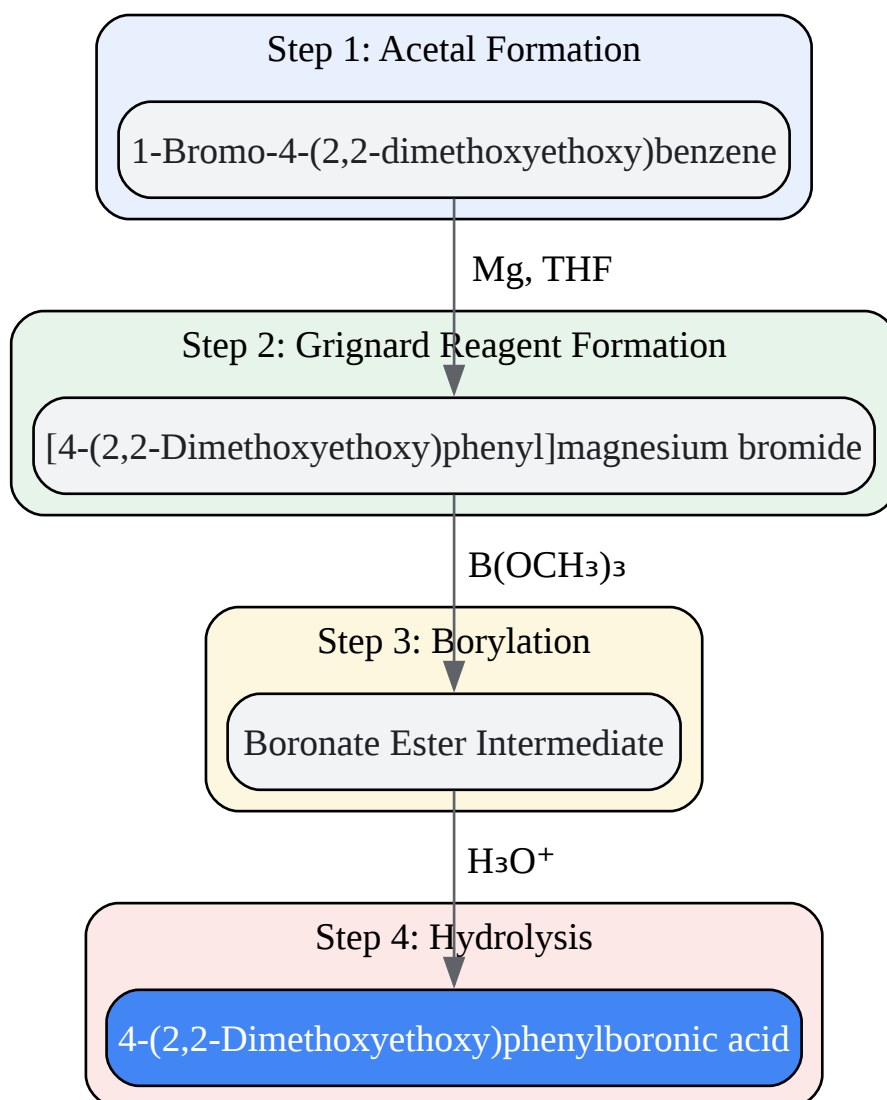 Step 1: Acetal Formation
1-Bromo-4-(2,2-dimethoxyethoxy)benzene
Mg, THF
Step 2: Grignard Reagent Formation
[4-(2,2-Dimethoxyethoxy)phenyl]magnesium bromide
B(OCH₃)₃
Step 3: Borylation
Boronate Ester Intermediate
H₃O⁺
Step 4: Hydrolysis
4-(2,2-Dimethoxyethoxy)phenylboronic acid